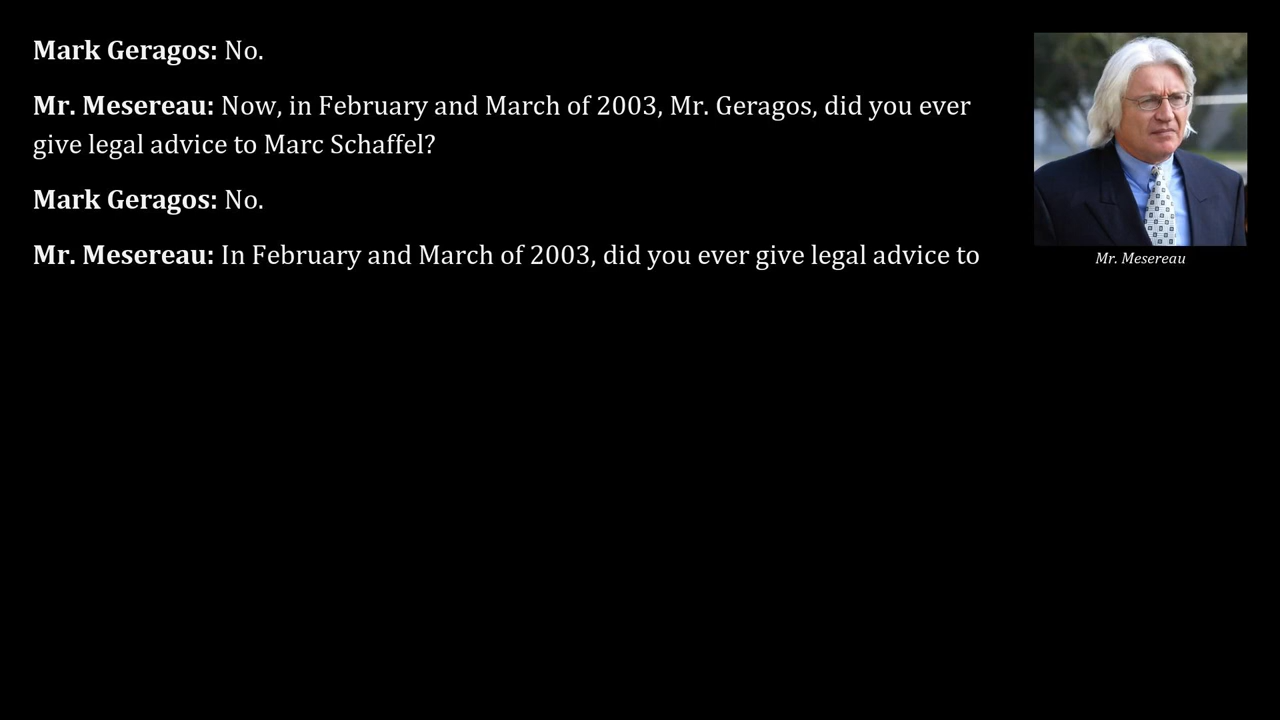 Mark Geragos: No.
Mr. Mesereau: Now, in February and March of 2003, Mr. Geragos, did you ever
give legal advice to Marc Schaffel?
Mark Geragos: No.
Mr. Mesereau: In February and March of 2003, did you ever give legal advice to
Mr. Mesereau